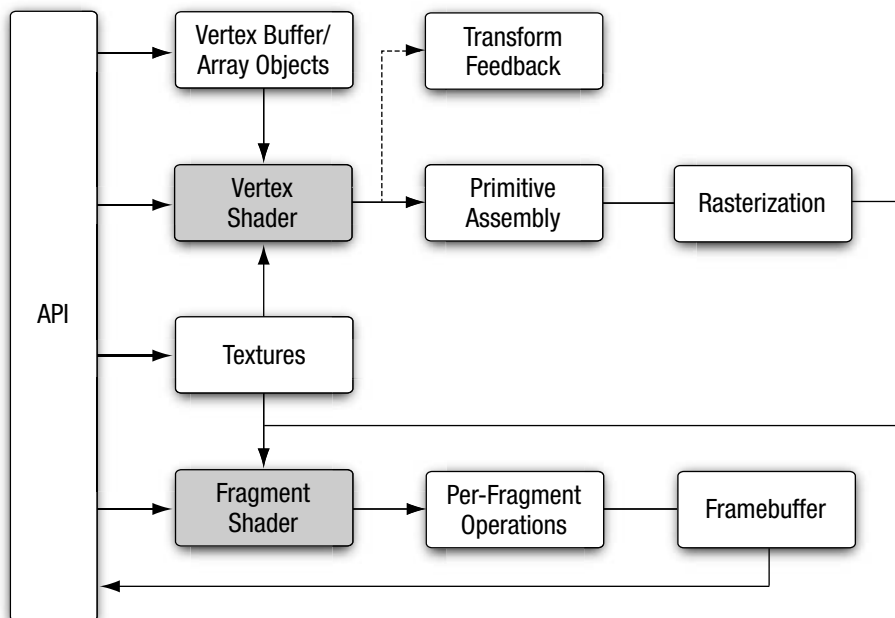 Vertex Buffer/
Array Objects
Transform
Feedback
Vertex
Shader
Primitive
Assembly
Rasterization
API
Textures
Fragment
Shader
Per-Fragment
Operations
Framebuffer